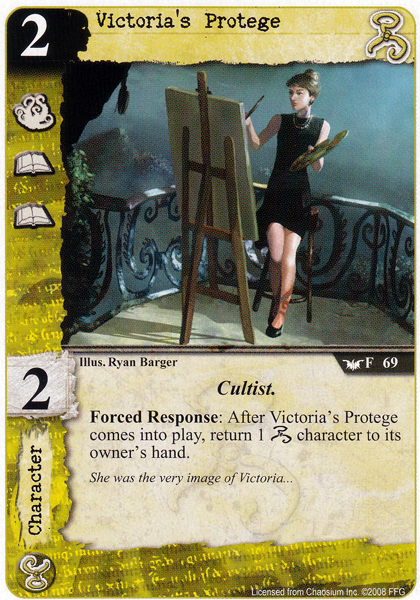 2
Victoria's Protege
Illus. Ryan Barger
F 69
2
Character
Cultist.
Forced Response: After Victoria's Protege
comes into play, return 1 character to its
owner's hand.
She was the very image of Victoria...
Licensed from Chaosium Inc. ©2008 FFG